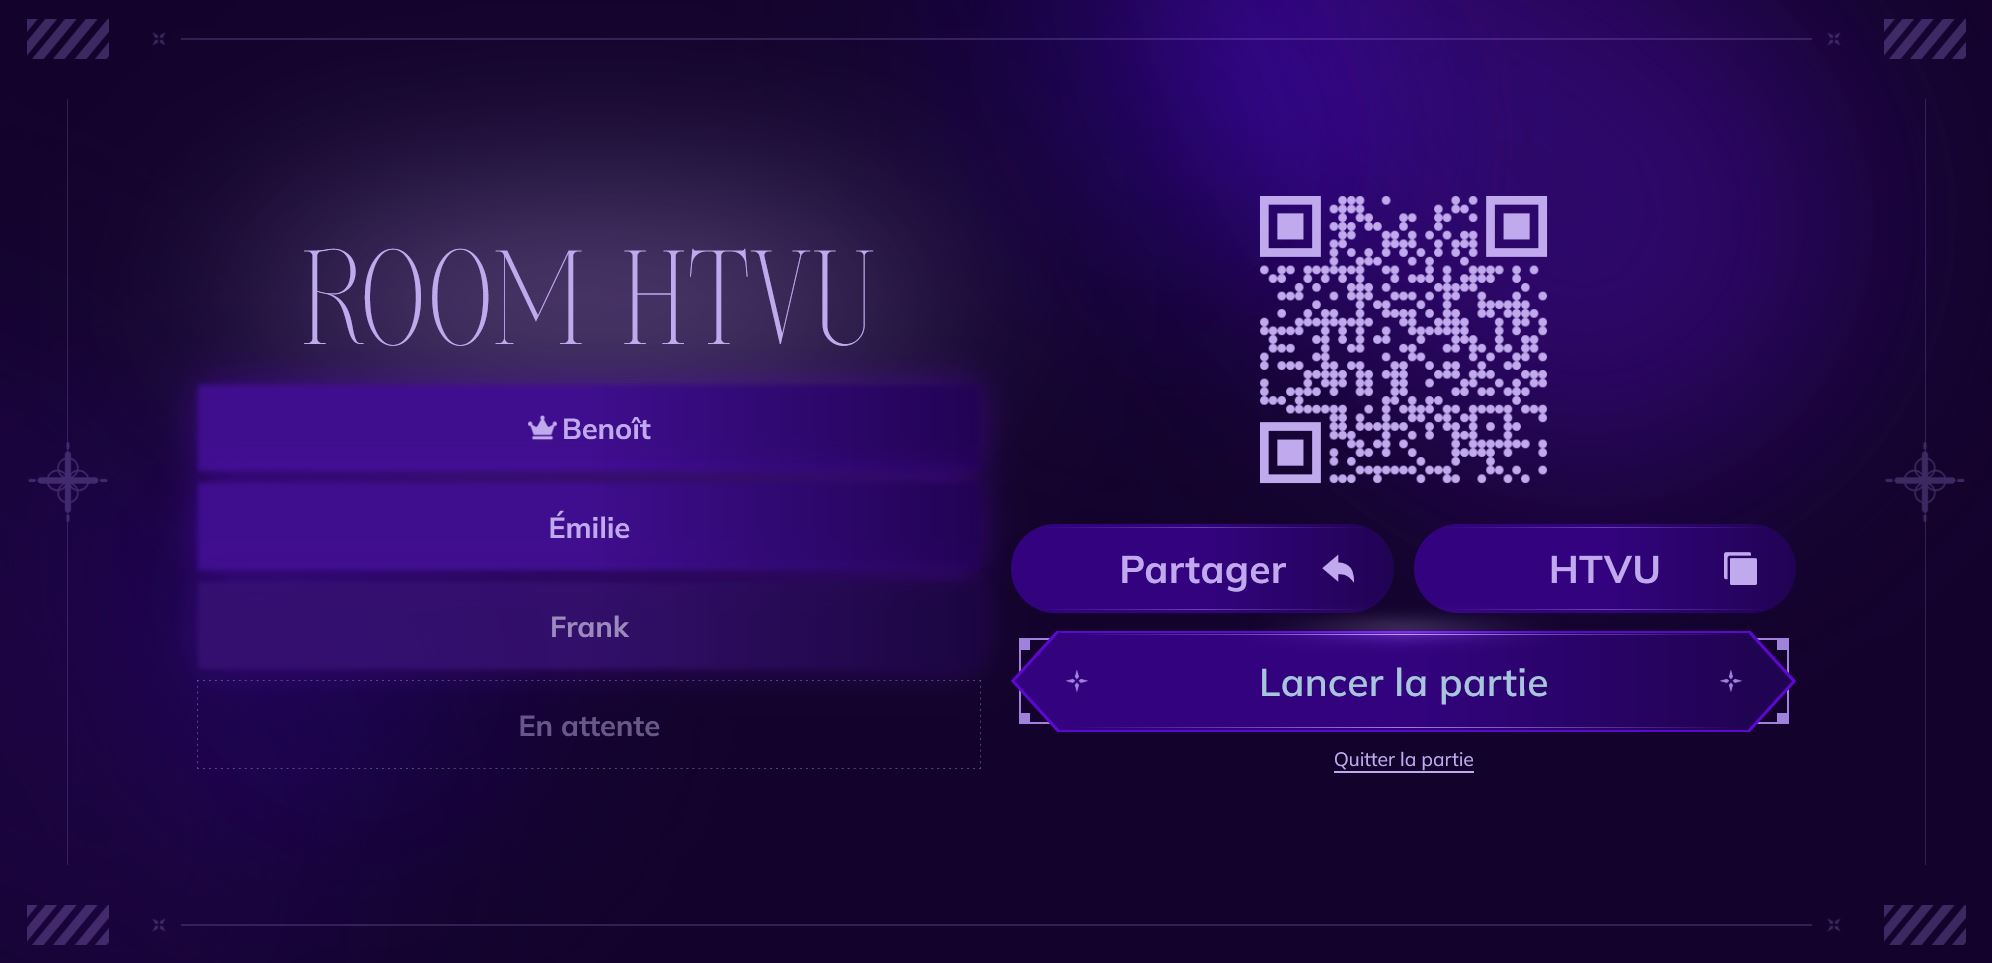 ROOM HTVU
Benoît
Émilie
Frank
En attente
Partager
HTVU
Lancer la partie
Quitter la partie